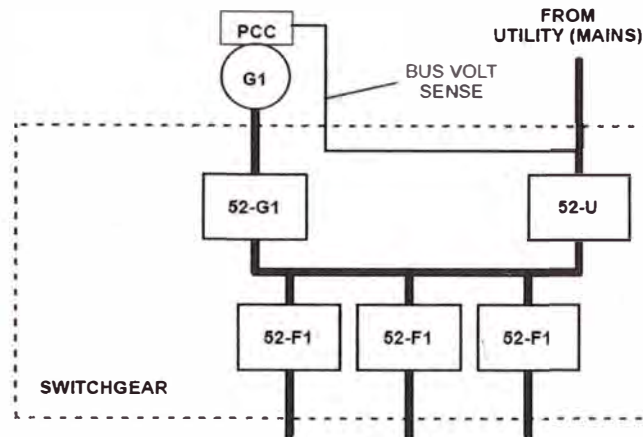 PCC
G1
FROM
UTILITY (MAINS)
BUS VOLT
SENSE
52-G1
52-U
52-F1
52-F1
52-F1
SWITCHGEAR